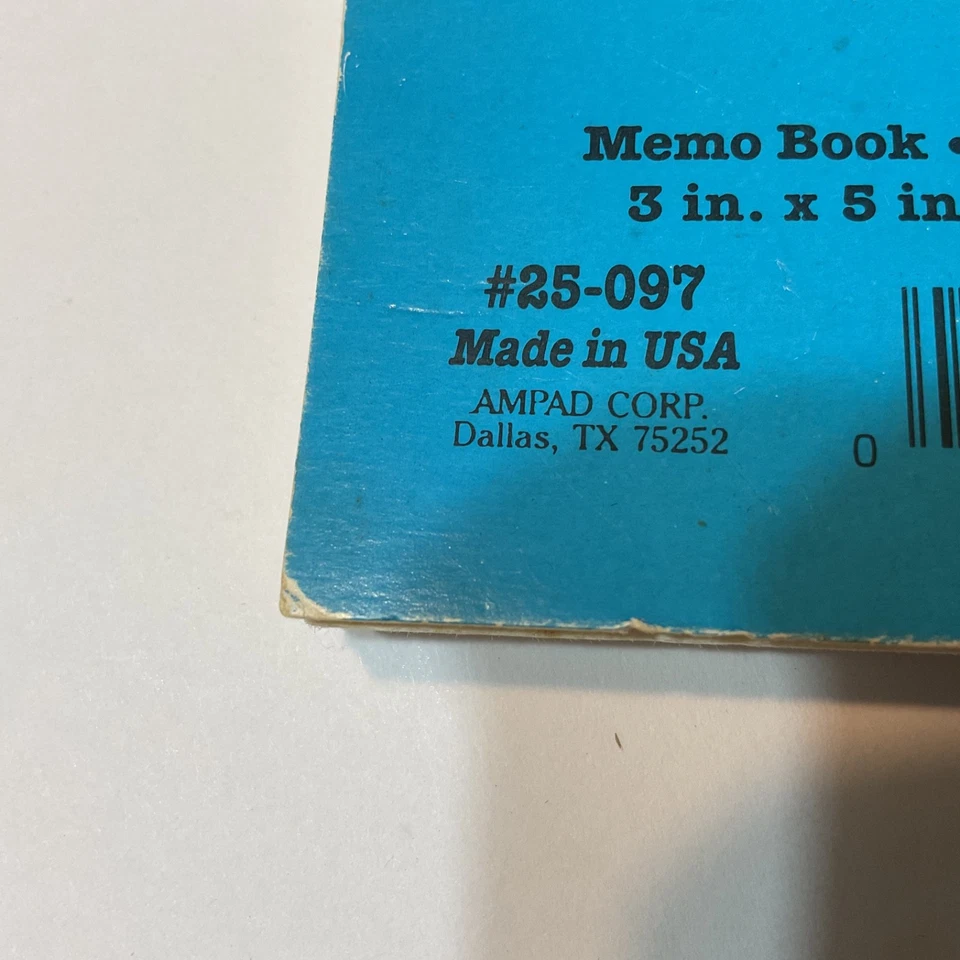 Memo Book •
3 in. x 5 in
#25-097
Made in USA
AMPAD CORP.
Dallas, TX 75252
0